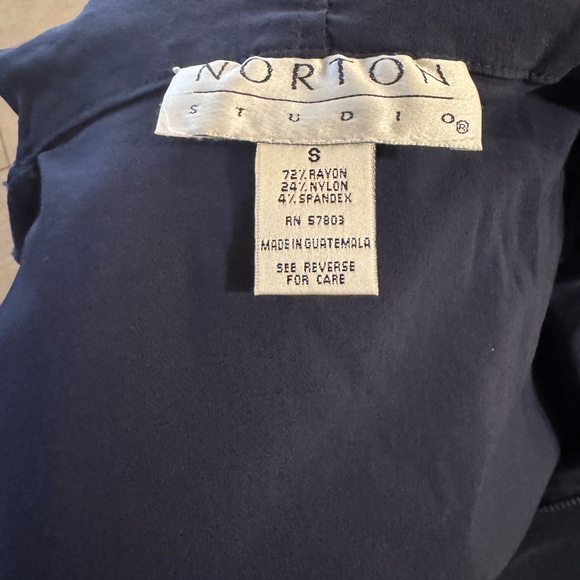 NORTON
STUDIO®
S
72% RAYON
24% NYLON
4% SPANDEX
RN 57803
MADE IN GUATEMALA
SEE REVERSE
FOR CARE